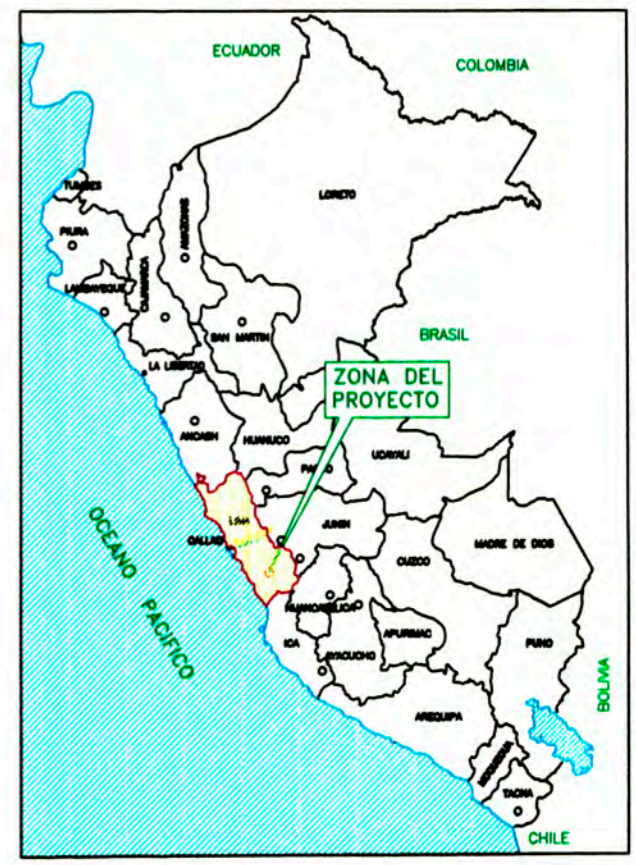 ECUADOR
COLOMBIA
TUMBES
PIURA
LORETO
AMAZONAS
LAMBAYEQUE
CAJAMARCA
SAN MARTIN
BRASIL
LA LIBERTAD
ZONA DEL
PROYECTO
ANCASH
HUANUCO
UCAYALI
PASCO
LIMA
CALLAO
JUNIN
MADRE DE DIOS
OCEANO PACIFICO
CUZCO
HUANCAVELICA
ICA
APURIMAC
AYACUCHO
PUNO
BOLIVIA
AREQUIPA
MOQUEGUA
TACNA
CHILE